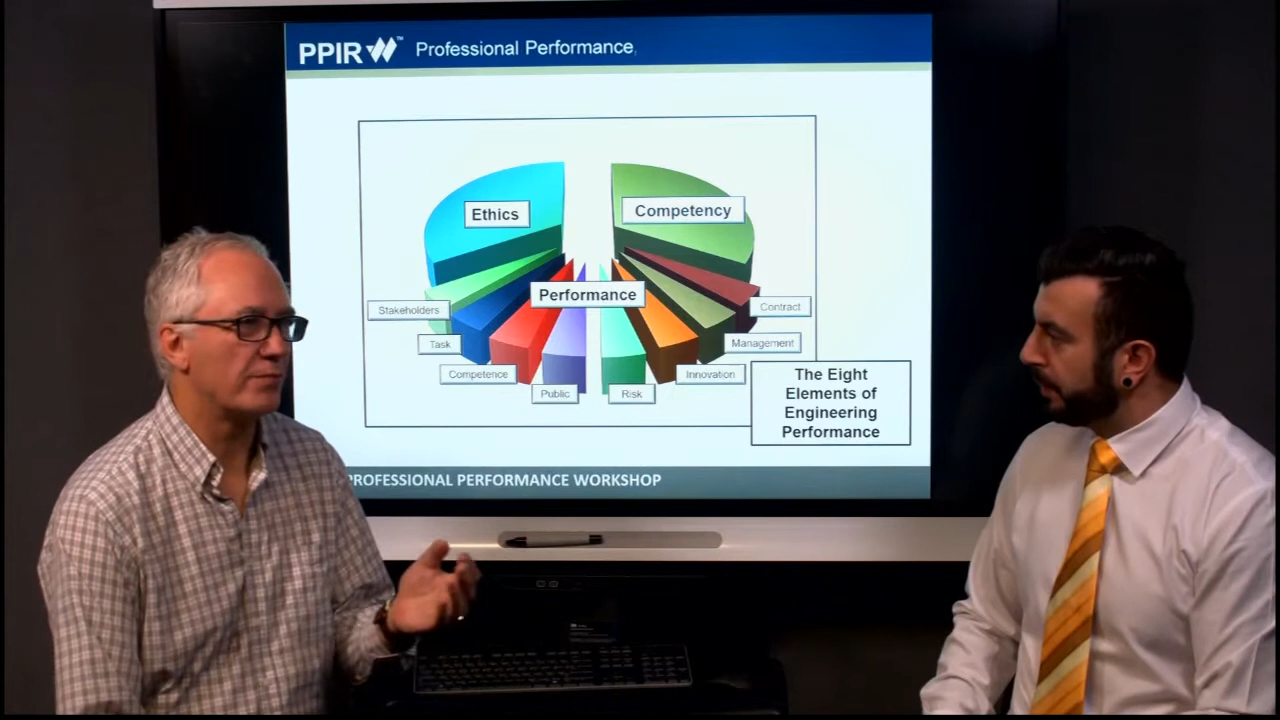 PPIR™ Professional Performance,
Ethics
Competency
Performance
Stakeholders
Contract
Task
Management
Competence
Innovation
Public
Risk
The Eight
Elements of
Engineering
Performance
PROFESSIONAL PERFORMANCE WORKSHOP